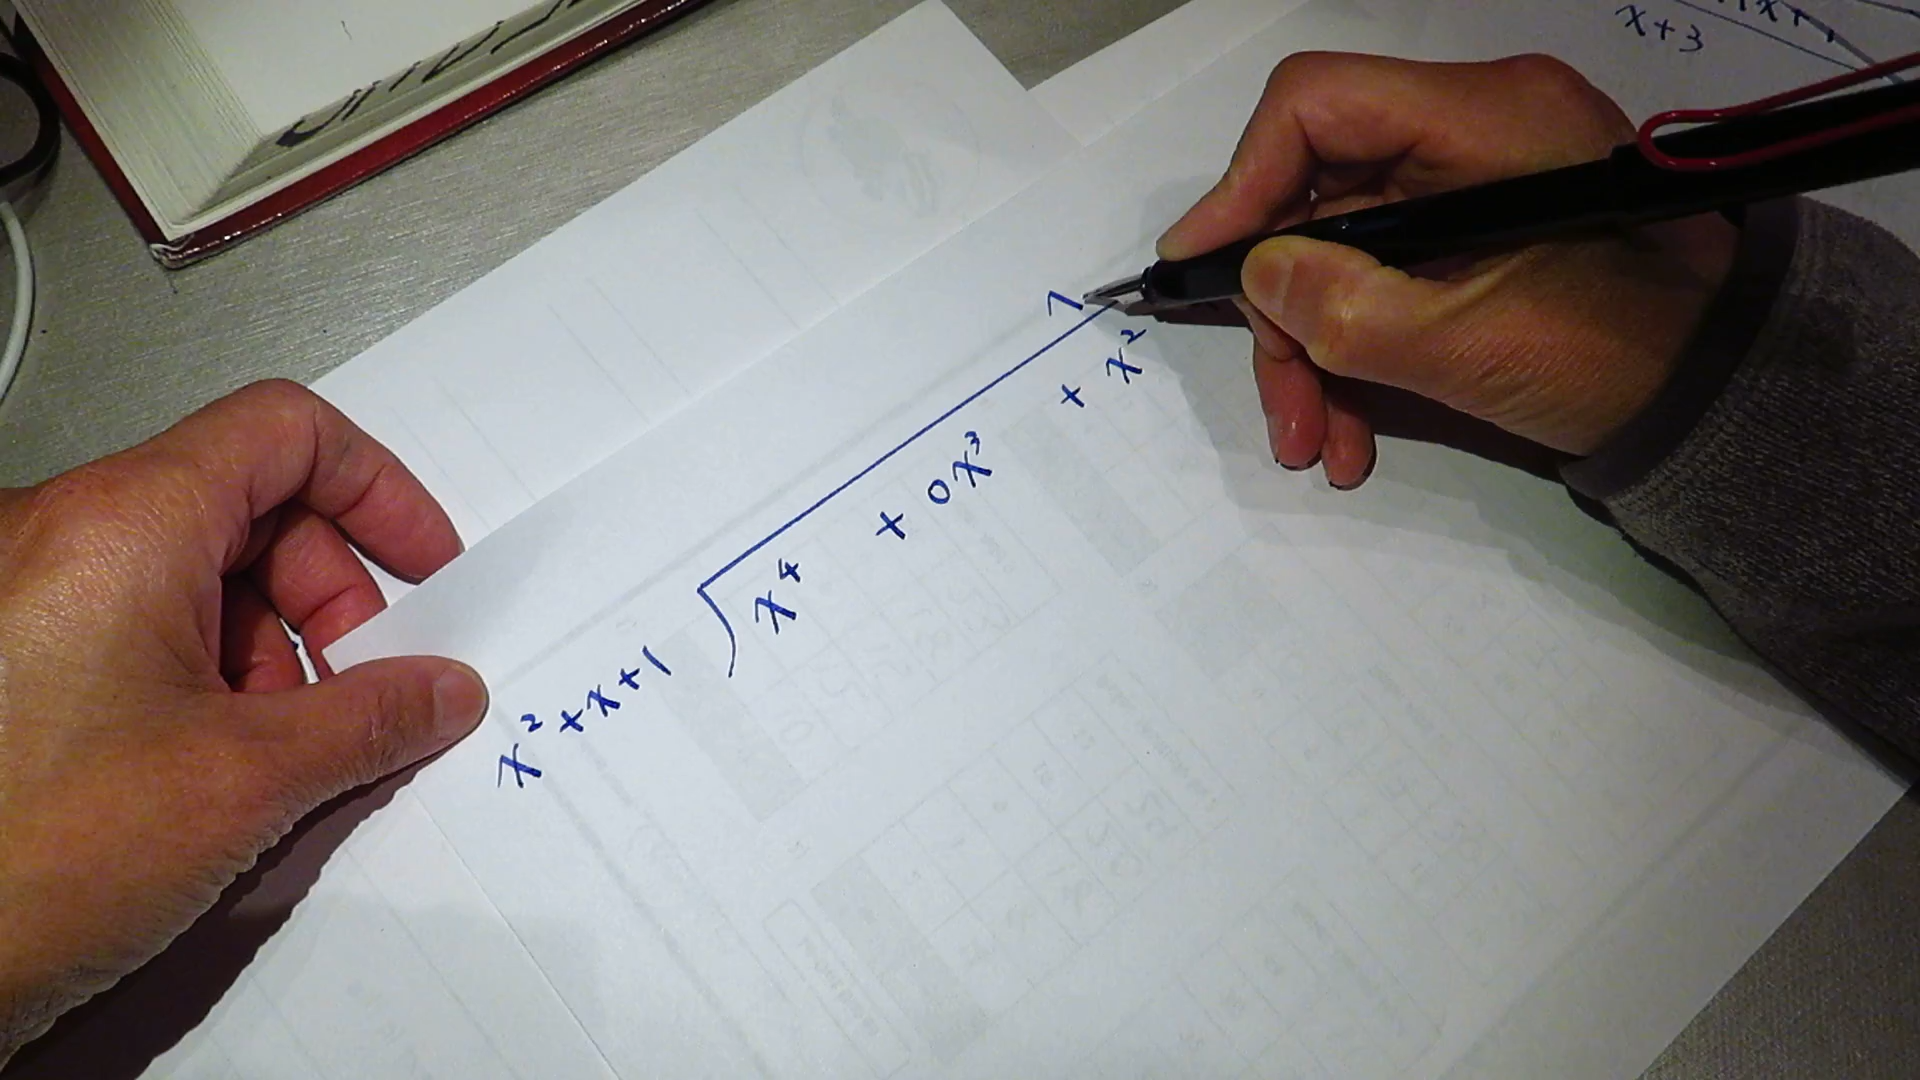 x+3
x²+x+1 x⁴ + 0x³ + x²